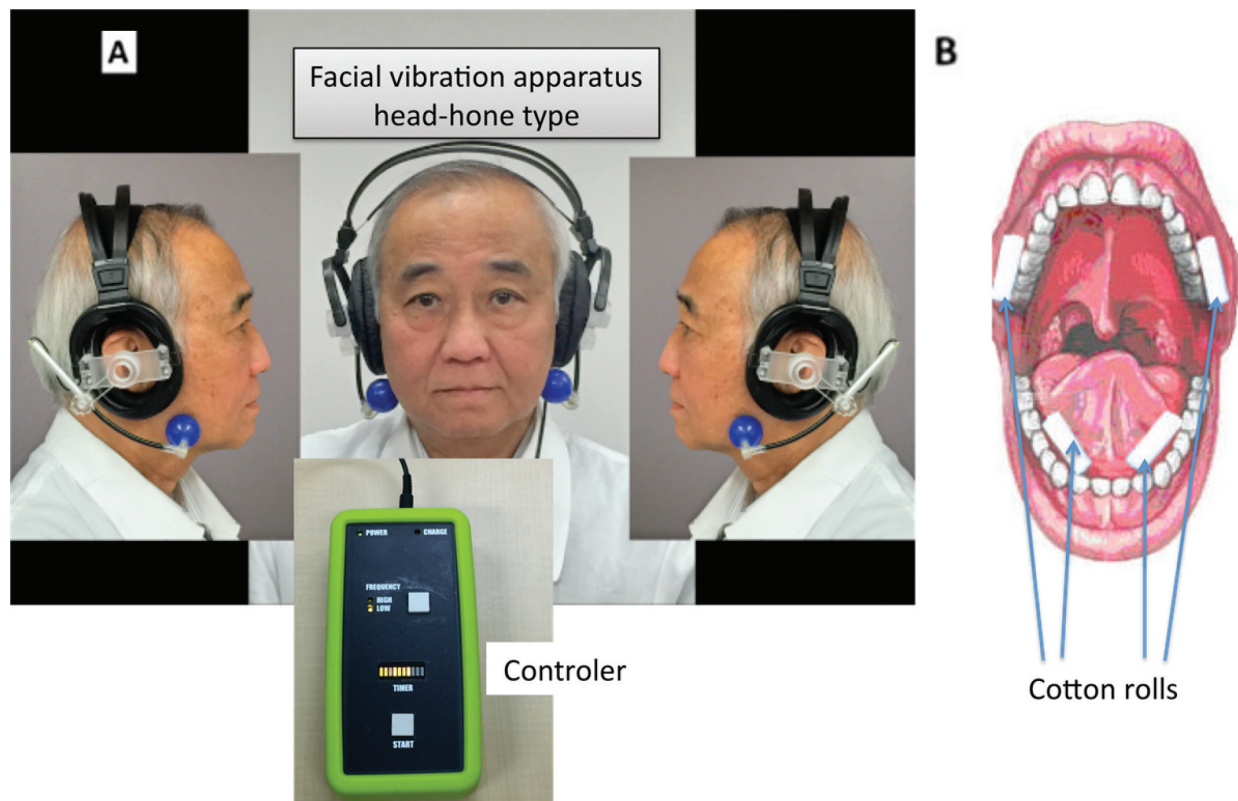 A
Facial vibration apparatus
head-hone type
B
POWER
CHARGE
FREQUENCY
HIGH
LOW
TIMER
START
Controler
Cotton rolls